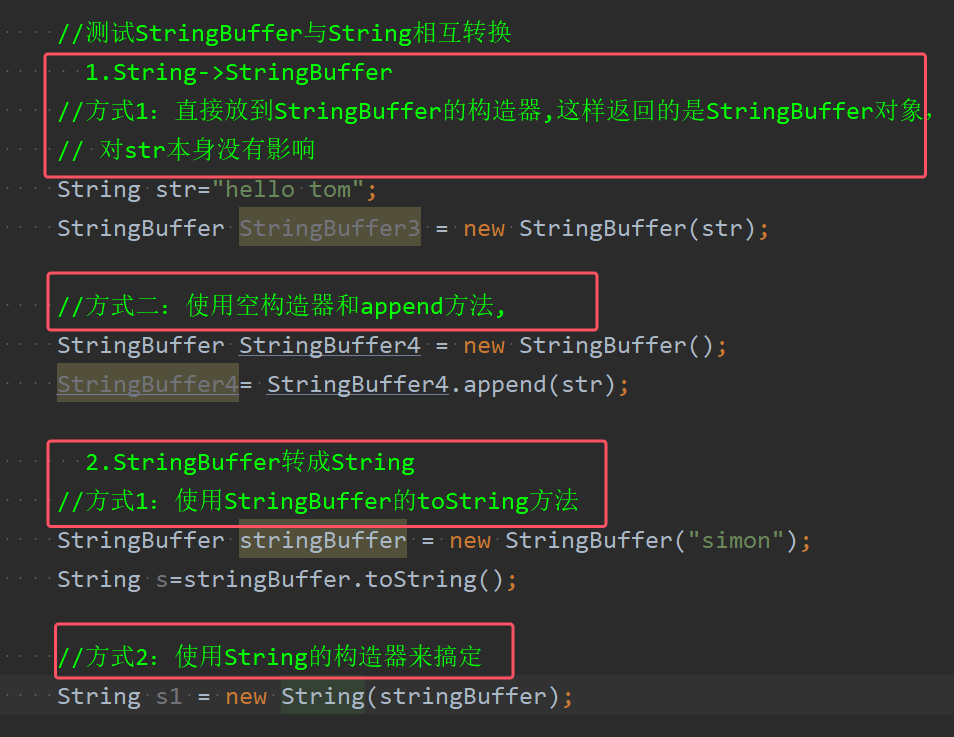 //测试StringBuffer与String相互转换
1.String->StringBuffer
//方式1：直接放到StringBuffer的构造器,这样返回的是StringBuffer对象，
// 对str本身没有影响
String str="hello tom";
StringBuffer StringBuffer3 = new StringBuffer(str);
//方式二：使用空构造器和append方法,
StringBuffer StringBuffer4 = new StringBuffer();
StringBuffer4= StringBuffer4.append(str);
2.StringBuffer转成String
//方式1：使用StringBuffer的toString方法
StringBuffer stringBuffer = new StringBuffer("simon");
String s=stringBuffer.toString();
//方式2：使用String的构造器来搞定
String s1 = new String(stringBuffer);